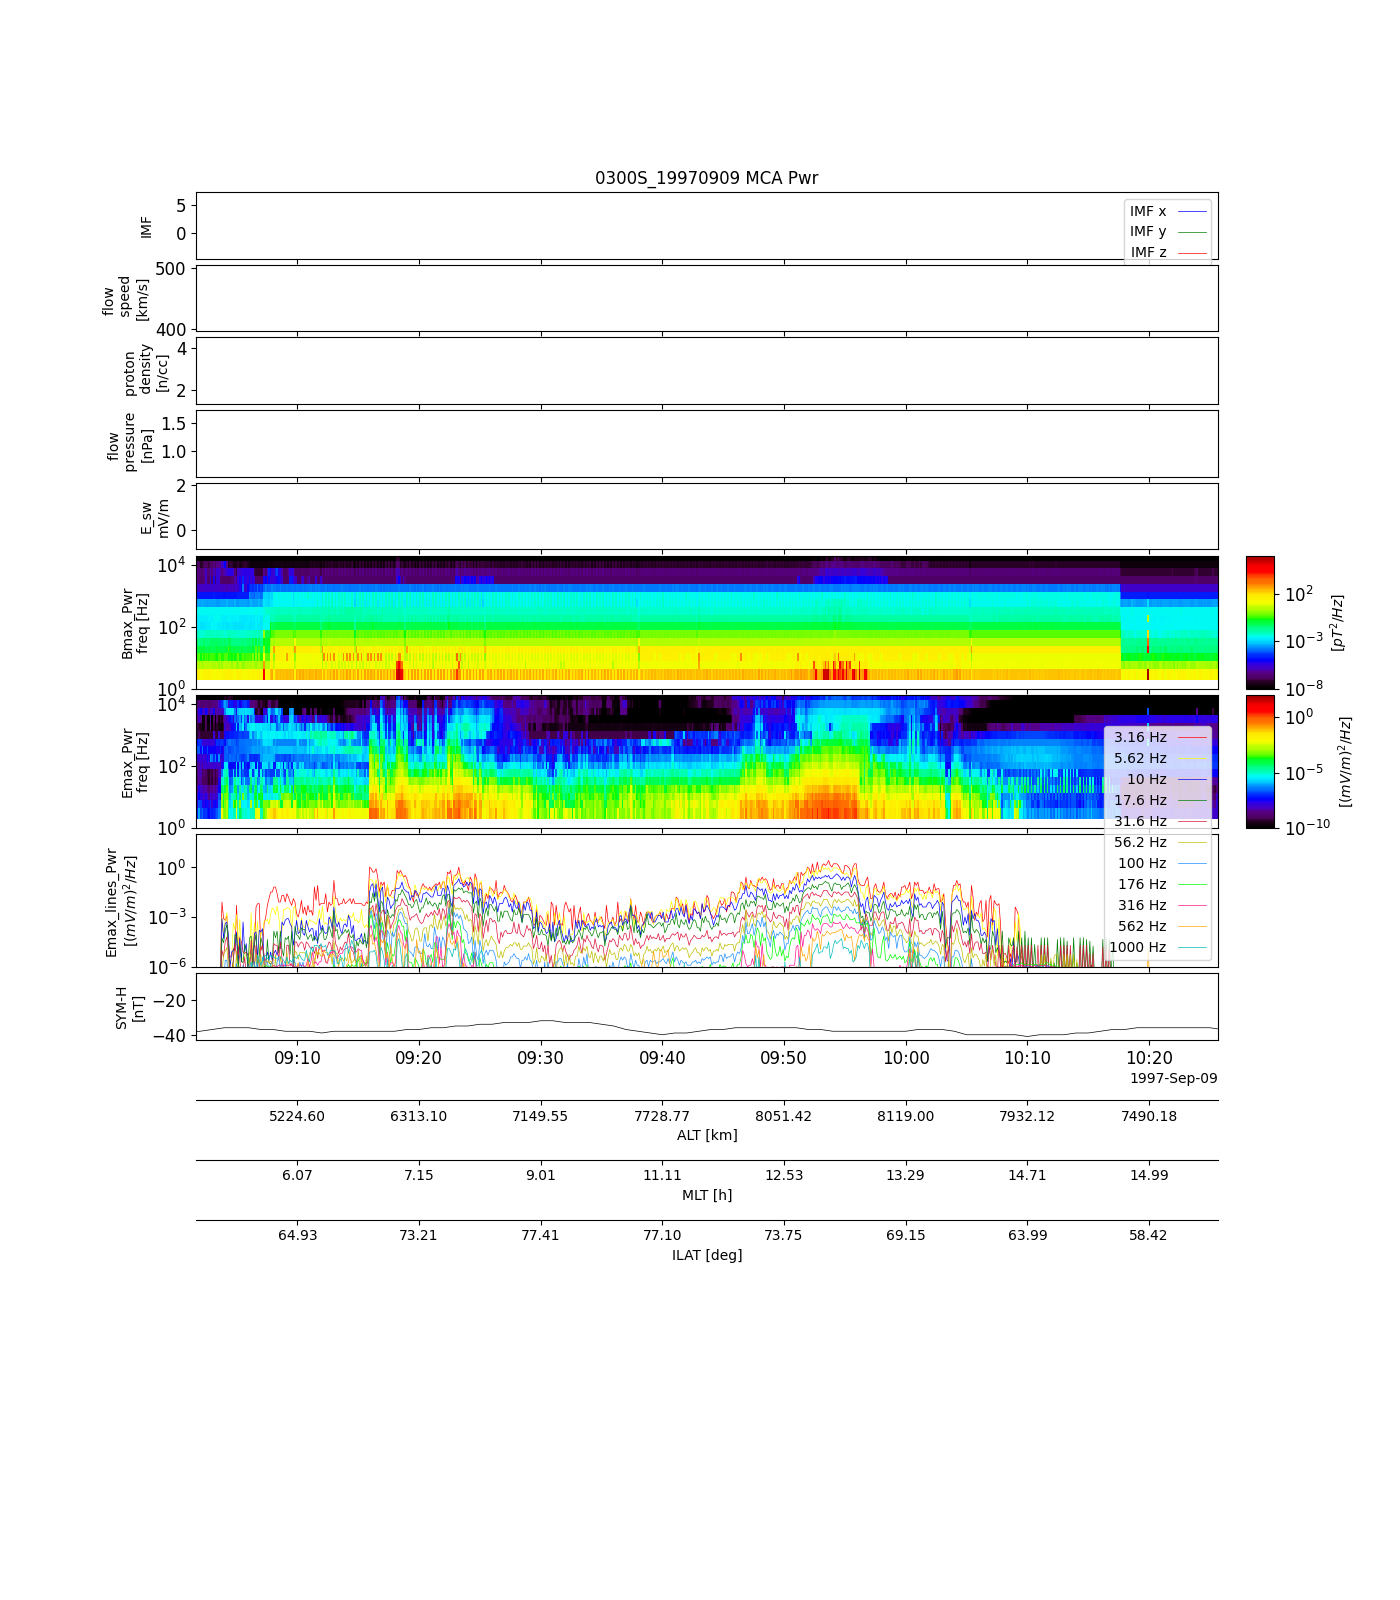 0300S_19970909 MCA Pwr
5
0
IMF
IMF x
IMF y
IMF z
500
400
flow
speed
[km/s]
4
2
proton
density
[n/cc]
1.5
1.0
flow
pressure
[nPa]
2
0
E_sw
mV/m
10^4
10^2
10^0
Bmax_Pwr
freq [Hz]
10^2
10^-3
10^-8
[pT^2/Hz]
10^4
10^2
10^0
Emax_Pwr
freq [Hz]
10^0
10^-5
10^-10
[(mV/m)^2/Hz]
3.16 Hz
5.62 Hz
10 Hz
17.6 Hz
31.6 Hz
56.2 Hz
100 Hz
176 Hz
316 Hz
562 Hz
1000 Hz
10^0
10^-3
10^-6
Emax_lines_Pwr
[(mV/m)^2/Hz]
−20
−40
SYM-H
[nT]
09:10 09:20 09:30 09:40 09:50 10:00 10:10 10:20
1997-Sep-09
5224.60 6313.10 7149.55 7728.77 8051.42 8119.00 7932.12 7490.18
ALT [km]
6.07 7.15 9.01 11.11 12.53 13.29 14.71 14.99
MLT [h]
64.93 73.21 77.41 77.10 73.75 69.15 63.99 58.42
ILAT [deg]